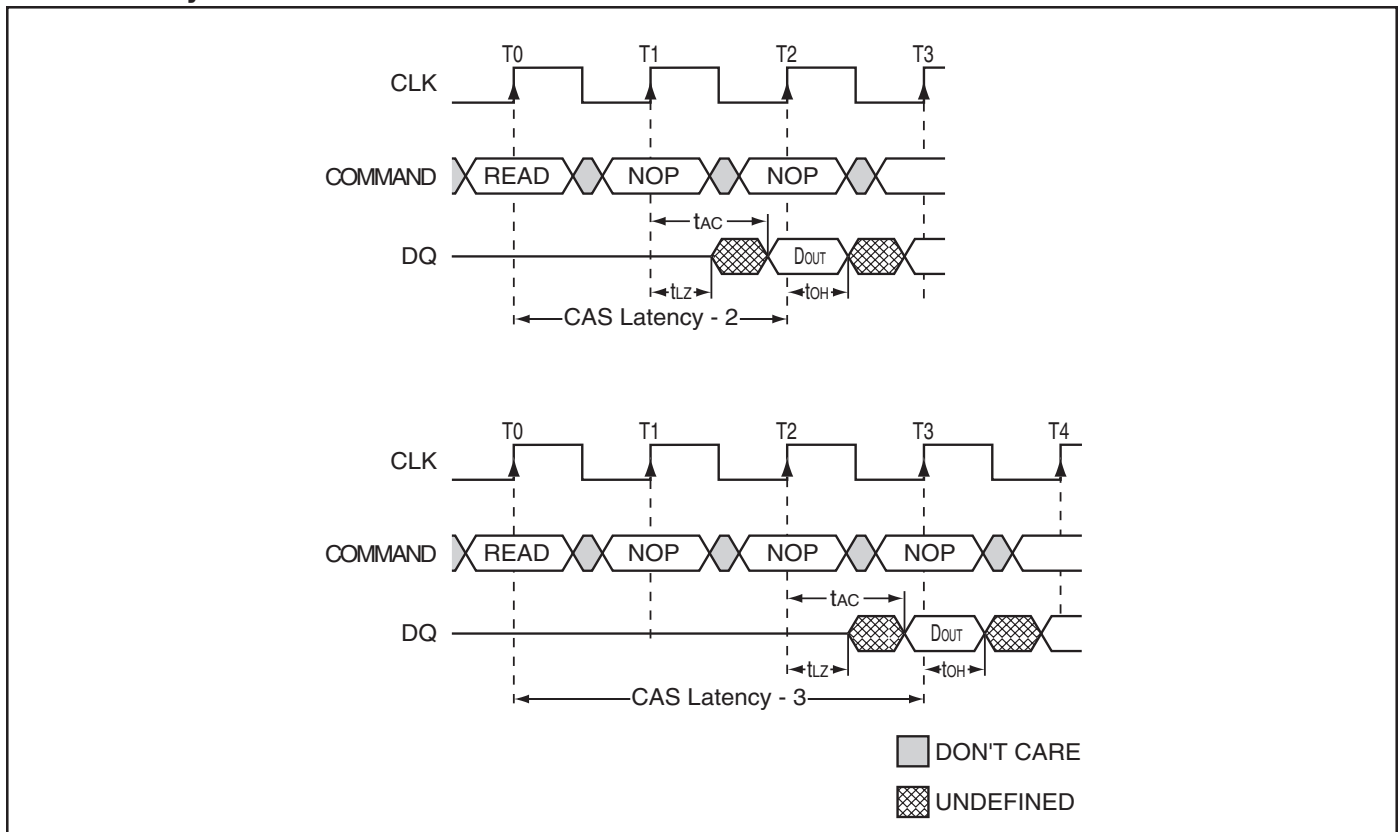 T0 T1 T2 T3
CLK
COMMAND READ NOP NOP
tAC
DQ DOUT
tLZ tOH
CAS Latency - 2
T0 T1 T2 T3 T4
CLK
COMMAND READ NOP NOP NOP
tAC
DQ DOUT
tLZ tOH
CAS Latency - 3
DON'T CARE
UNDEFINED